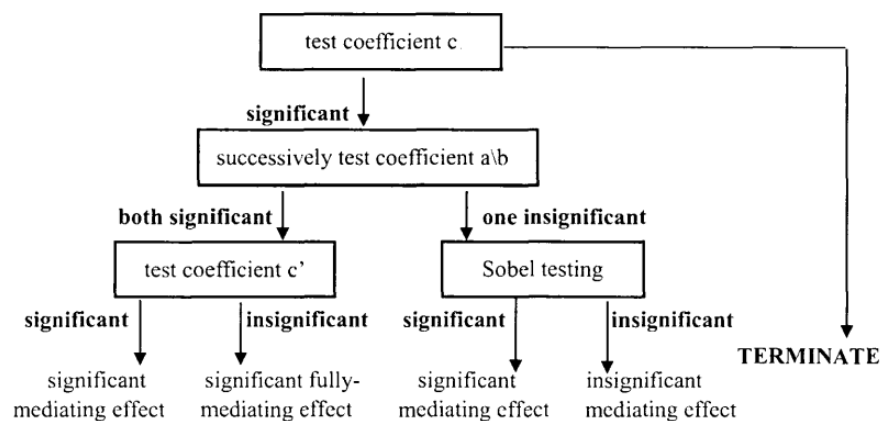 test coefficient c
significant
successively test coefficient a\b
both significant
one insignificant
test coefficient c’
Sobel testing
significant
insignificant
significant
insignificant
TERMINATE
significant
mediating effect
significant fully-
mediating effect
significant
mediating effect
insignificant
mediating effect